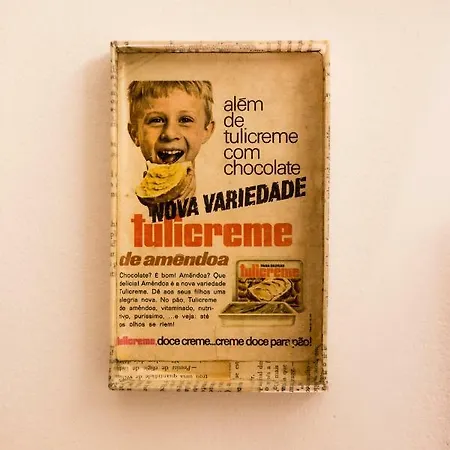 além
de
tulicreme
com
chocolate
NOVA VARIEDADE
tulicreme
de amêndoa
Chocolate? É bom! Amêndoa? Que
delícia! Amêndoa é a nova variedade
Tulicreme. Dê aos seus filhos uma
alegria nova. No pão, Tulicreme
de amêndoa, vitaminado, nutri-
tivo, puríssimo, ...e veja: até
os olhos se riem!
PARA BARRAR
tulicreme
tulicreme, doce creme...creme doce para pão!